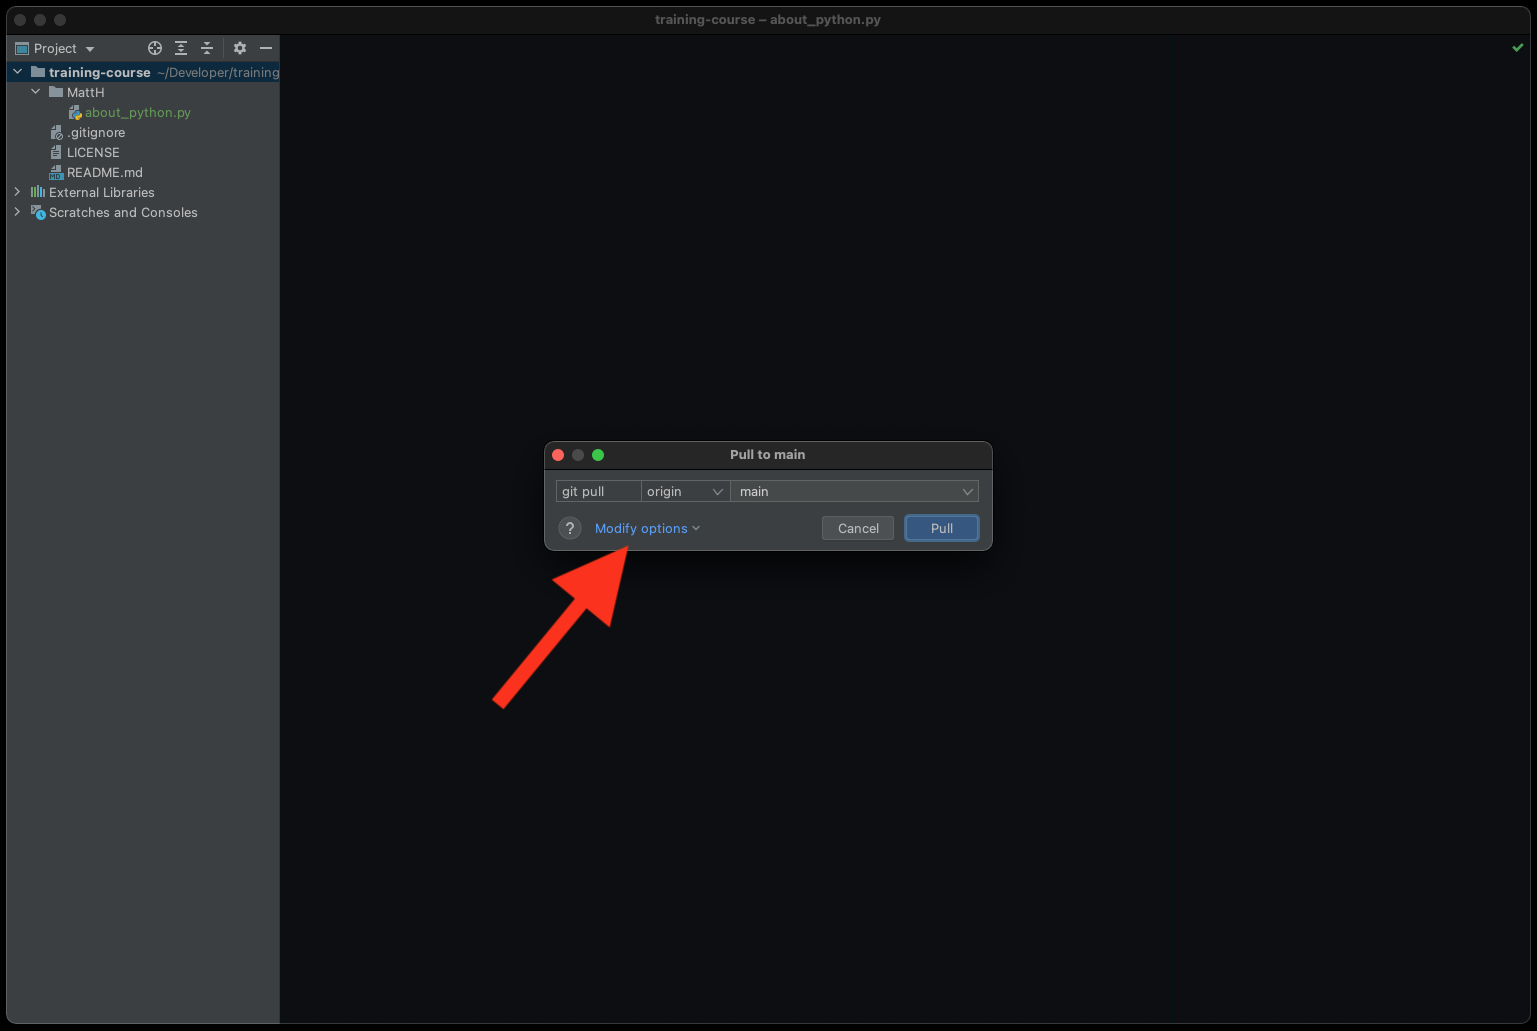 training-course – about_python.py
Project
training-course ~/Developer/training
MattH
about_python.py
.gitignore
LICENSE
MD README.md
External Libraries
Scratches and Consoles
Pull to main
git pull origin main
? Modify options Cancel Pull